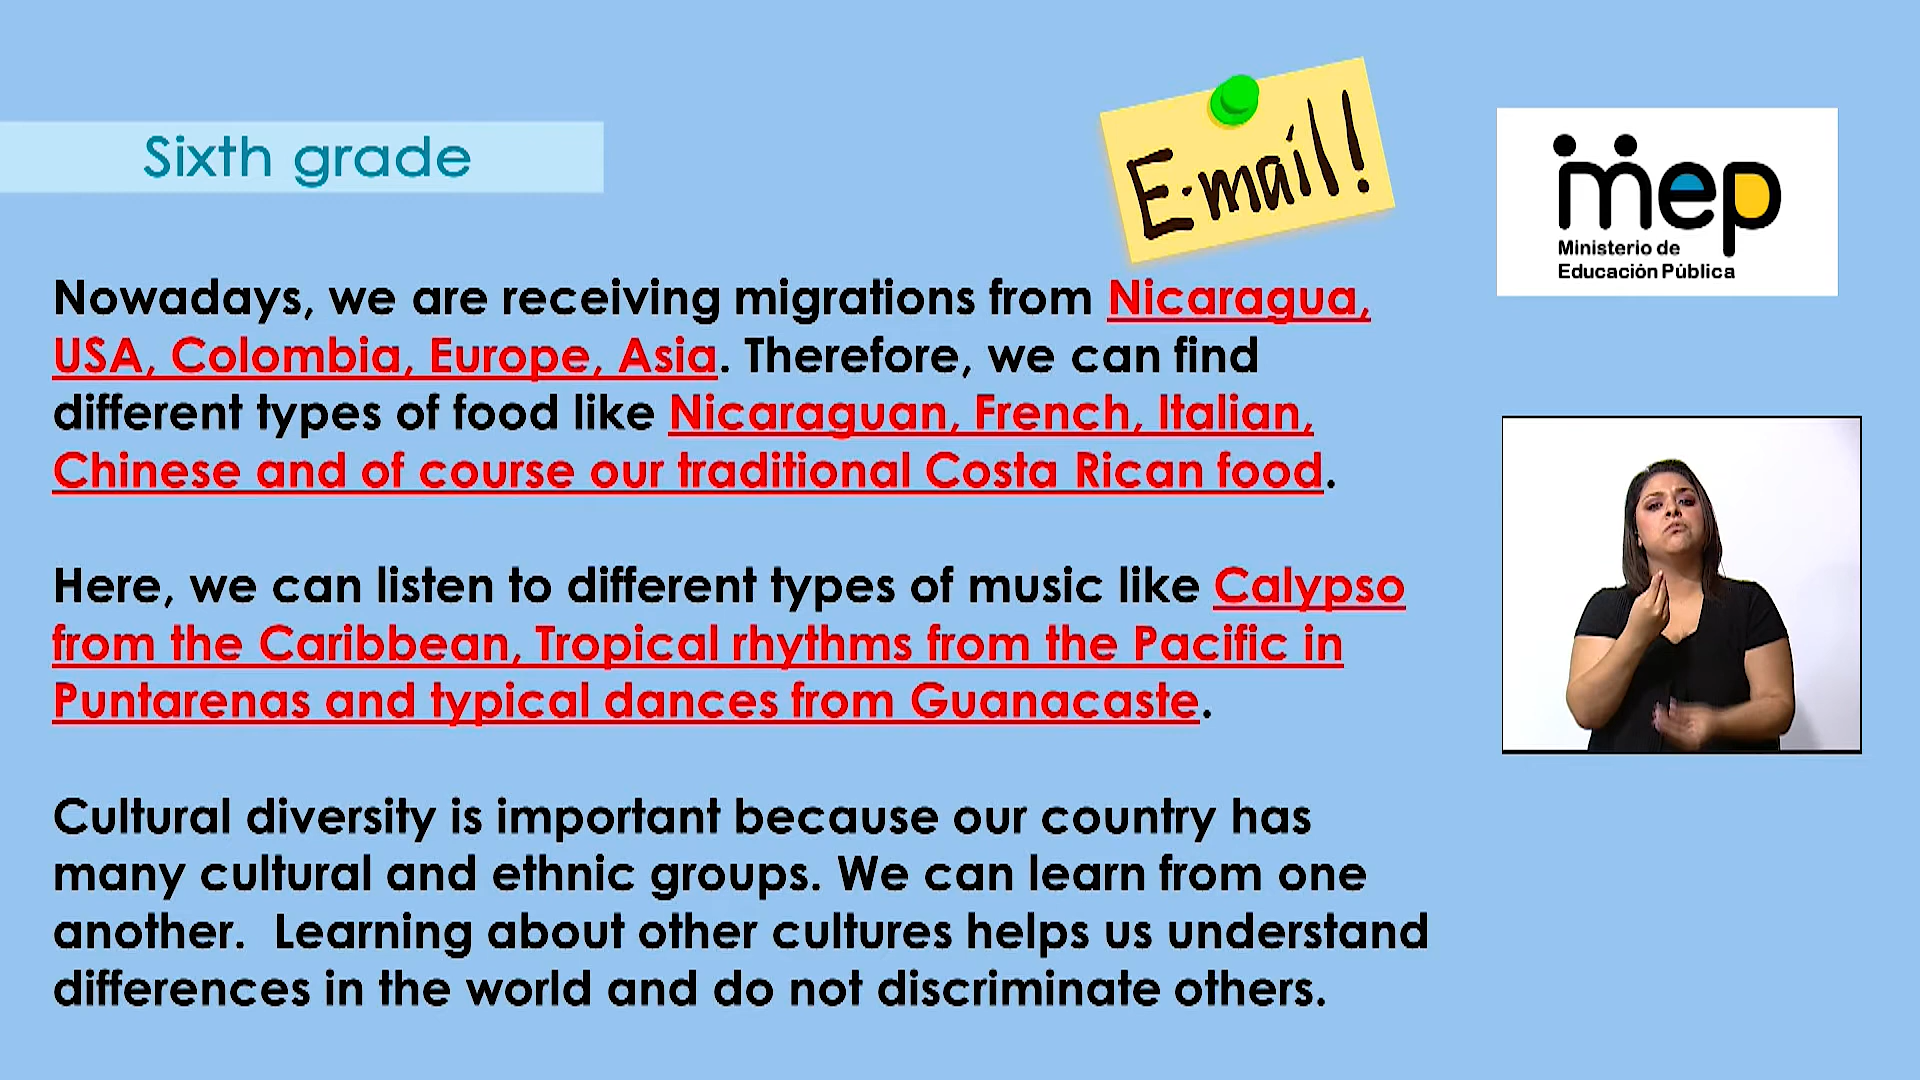 Sixth grade
E-mail!
mep
Ministerio de
Educación Pública
Nowadays, we are receiving migrations from Nicaragua,
USA, Colombia, Europe, Asia. Therefore, we can find
different types of food like Nicaraguan, French, Italian,
Chinese and of course our traditional Costa Rican food.
Here, we can listen to different types of music like Calypso
from the Caribbean, Tropical rhythms from the Pacific in
Puntarenas and typical dances from Guanacaste.
Cultural diversity is important because our country has
many cultural and ethnic groups. We can learn from one
another.  Learning about other cultures helps us understand
differences in the world and do not discriminate others.